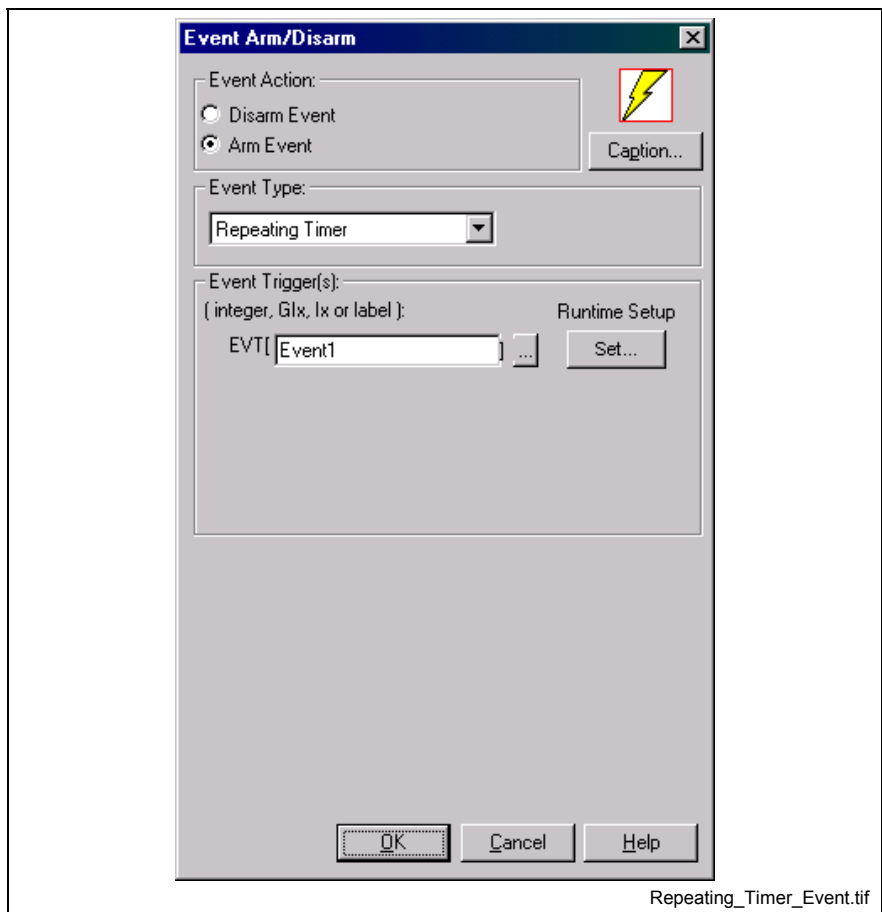 Event Arm/Disarm
Event Action:
Disarm Event
Arm Event
Caption...
Event Type:
Repeating Timer
Event Trigger(s):
( integer, GIx, Ix or label ):
Runtime Setup
EVT[ Event1 ] ... Set...
OK Cancel Help
Repeating_Timer_Event.tif